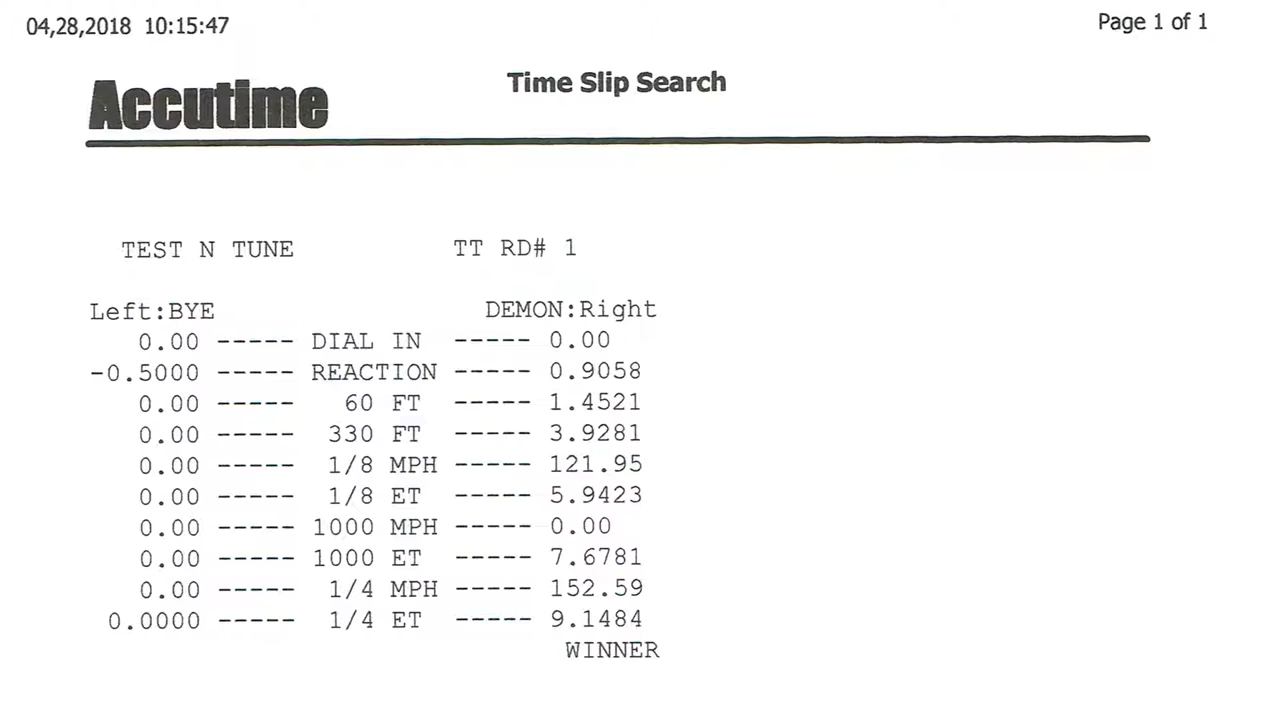 04,28,2018 10:15:47
Page 1 of 1
Accutime
Time Slip Search
TEST N TUNE TT RD# 1
Left:BYE DEMON:Right
0.00 ----- DIAL IN ----- 0.00
-0.5000 ----- REACTION ----- 0.9058
0.00 ----- 60 FT ----- 1.4521
0.00 ----- 330 FT ----- 3.9281
0.00 ----- 1/8 MPH ----- 121.95
0.00 ----- 1/8 ET ----- 5.9423
0.00 ----- 1000 MPH ----- 0.00
0.00 ----- 1000 ET ----- 7.6781
0.00 ----- 1/4 MPH ----- 152.59
0.0000 ----- 1/4 ET ----- 9.1484
WINNER